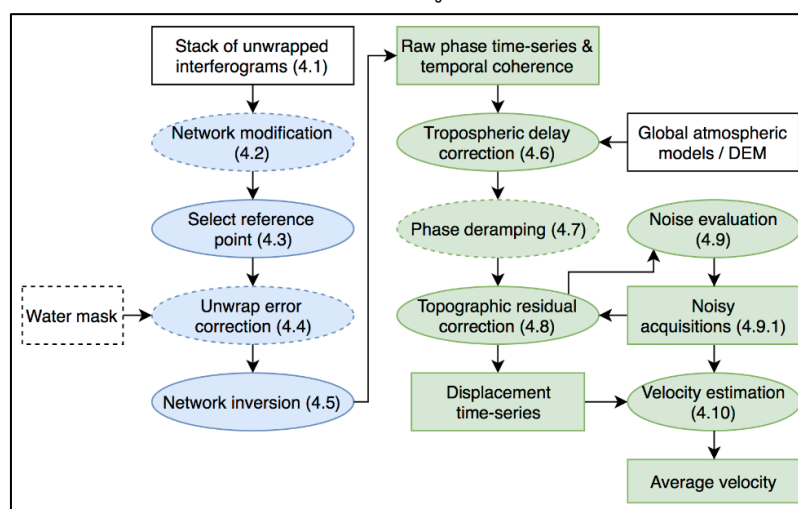 Stack of unwrapped
interferograms (4.1)
Network modification
(4.2)
Select reference
point (4.3)
Water mask
Unwrap error
correction (4.4)
Network inversion (4.5)
Raw phase time-series &
temporal coherence
Tropospheric delay
correction (4.6)
Global atmospheric
models / DEM
Phase deramping (4.7)
Noise evaluation
(4.9)
Topographic residual
correction (4.8)
Noisy
acquisitions (4.9.1)
Displacement
time-series
Velocity estimation
(4.10)
Average velocity